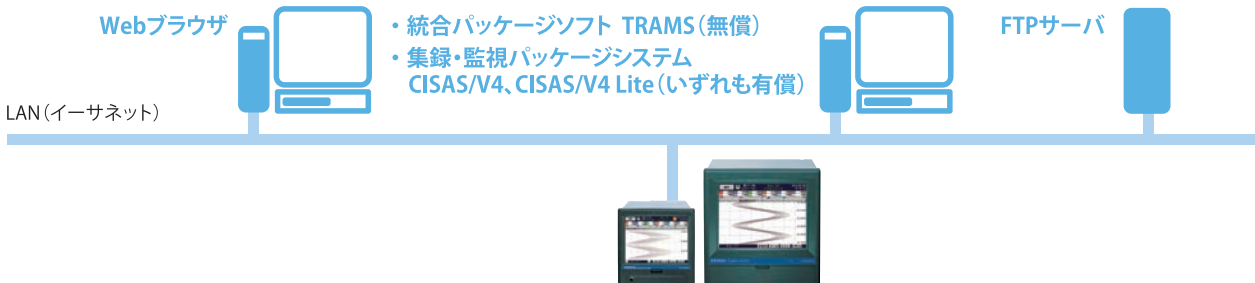 Webブラウザ
・統合パッケージソフト TRAMS(無償)
・集録・監視パッケージシステム
CISAS/V4、CISAS/V4 Lite(いずれも有償)
FTPサーバ
LAN(イーサネット)